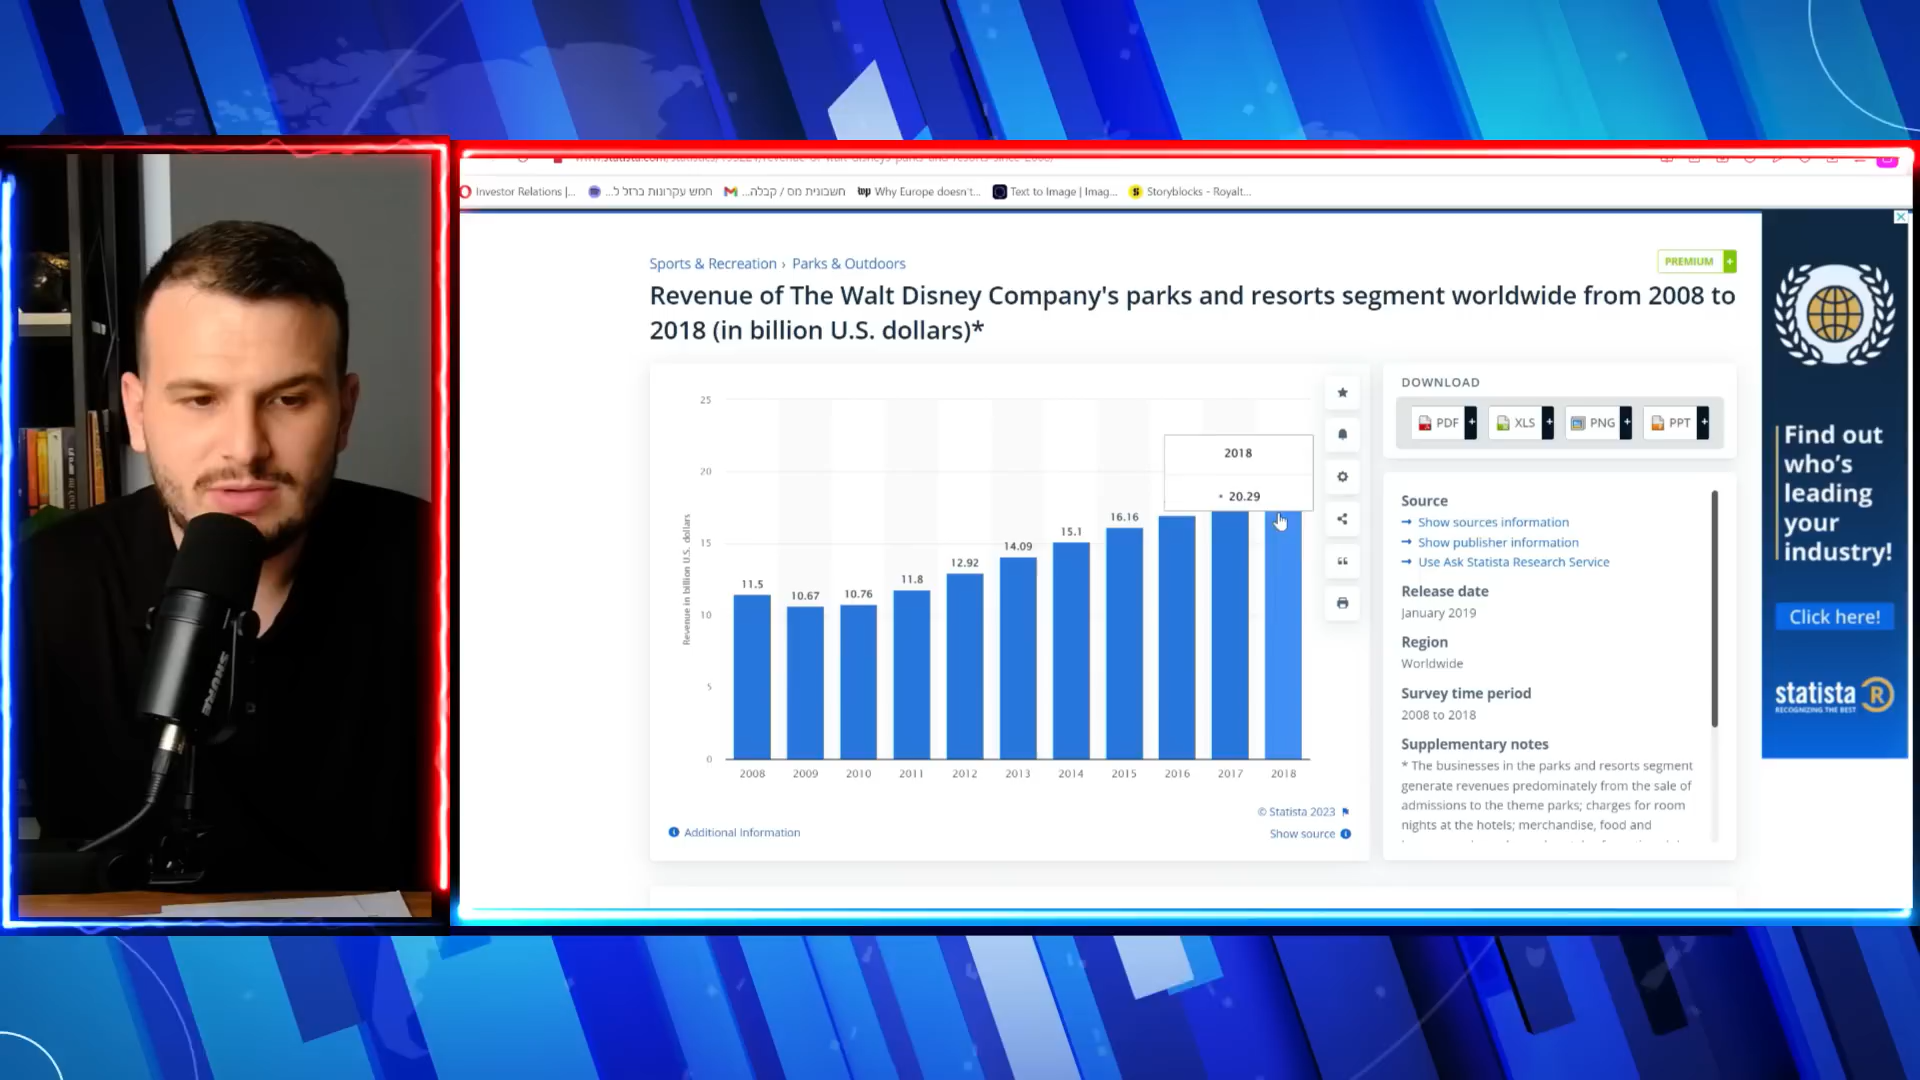 Investor Relations |...
...חמש עקרונות ברזל ל
...חשבונית מס / קבלה
Why Europe doesn't...
Text to Image | Imag...
Storyblocks - Royalt...
Sports & Recreation › Parks & Outdoors
PREMIUM +
Revenue of The Walt Disney Company's parks and resorts segment worldwide from 2008 to
2018 (in billion U.S. dollars)*
Revenue in billion U.S. dollars
25
20
15
10
5
0
11.5
10.67
10.76
11.8
12.92
14.09
15.1
16.16
2018
20.29
2008 2009 2010 2011 2012 2013 2014 2015 2016 2017 2018
© Statista 2023
Additional Information
Show source
DOWNLOAD
PDF + XLS + PNG + PPT +
Source
Show sources information
Show publisher information
Use Ask Statista Research Service
Release date
January 2019
Region
Worldwide
Survey time period
2008 to 2018
Supplementary notes
* The businesses in the parks and resorts segment
generate revenues predominately from the sale of
admissions to the theme parks; charges for room
nights at the hotels; merchandise, food and
Find out
who's
leading
your
industry!
Click here!
statista R
RECOGNIZING THE BEST
SHURE